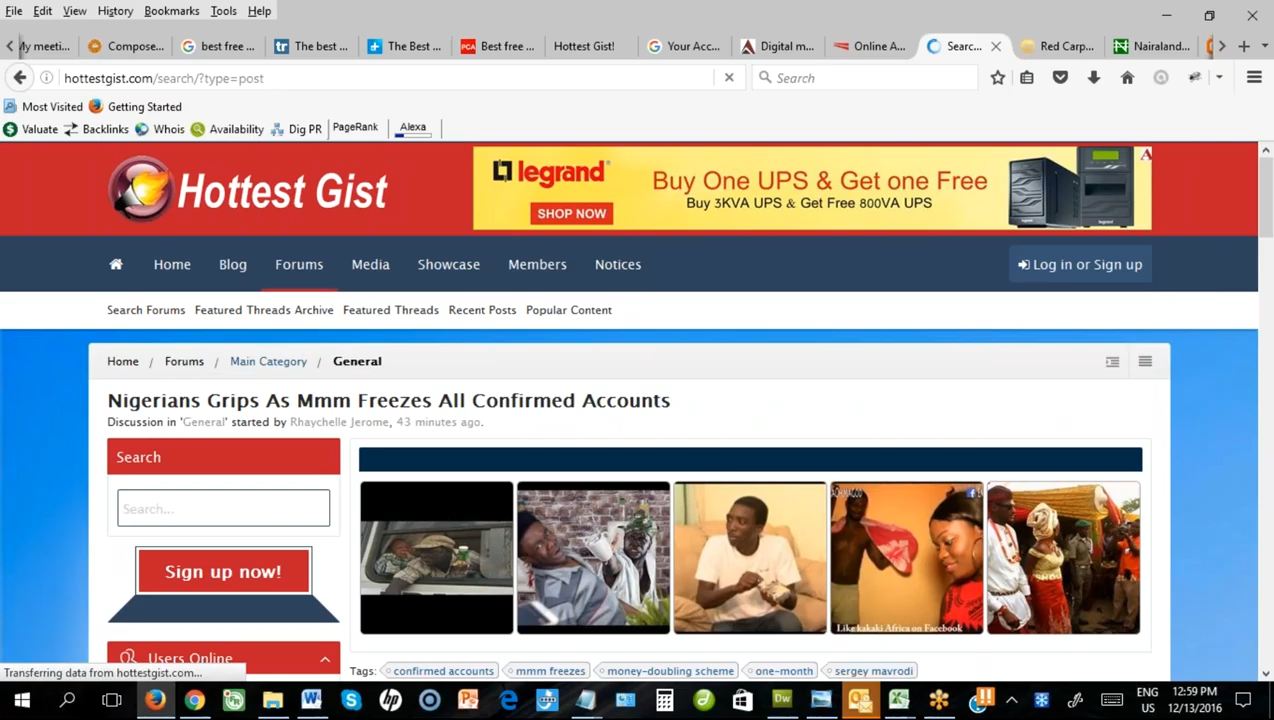 File Edit View History Bookmarks Tools Help
My meeti... Compose... best free ... The best ... The Best ... Best free ... Hottest Gist! Your Acc... Digital m... Online A... Searc... Red Carp... Nairaland...
hottestgist.com/search/?type=post Search
Most Visited Getting Started
Valuate Backlinks Whois Availability Dig PR PageRank Alexa
Hottest Gist
legrand
SHOP NOW
Buy One UPS & Get one Free
Buy 3KVA UPS & Get Free 800VA UPS
Home Blog Forums Media Showcase Members Notices Log in or Sign up
Search Forums Featured Threads Archive Featured Threads Recent Posts Popular Content
Home / Forums / Main Category / General
Nigerians Grips As Mmm Freezes All Confirmed Accounts
Discussion in 'General' started by Rhaychelle Jerome, 43 minutes ago.
Search
Search...
Sign up now!
Users Online
Like kakaki Africa on Facebook
Tags: confirmed accounts mmm freezes money-doubling scheme one-month sergey mavrodi
Transferring data from hottestgist.com...
ENG
US
12:59 PM
12/13/2016